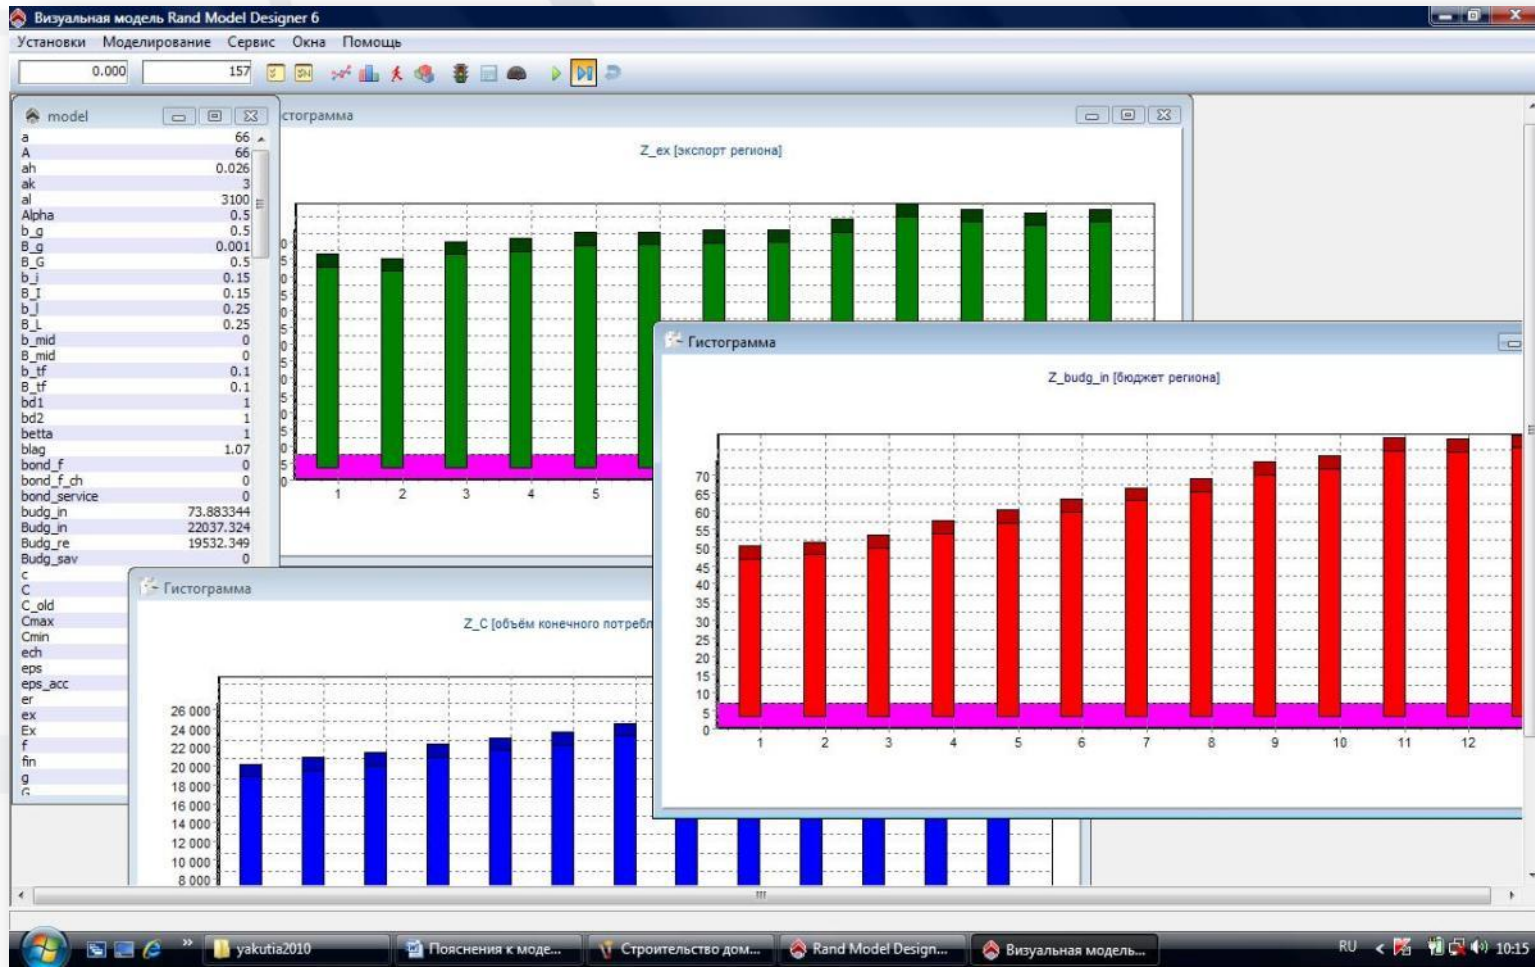 Визуальная модель Rand Model Designer 6
Установки Моделирование Сервис Окна Помощь
0.000 157
model
a 66
A 66
ah 0.026
ak 3
al 3100
Alpha 0.5
b_g 0.5
B_g 0.001
B_G 0.5
b_i 0.15
B_I 0.15
b_l 0.25
B_L 0.25
b_mid 0
B_mid 0
b_tf 0.1
B_tf 0.1
bd1 1
bd2 1
betta 1
blag 1.07
bond_f 0
bond_f_ch 0
bond_service 0
budg_in 73.883344
Budg_in 22037.324
Budg_re 19532.349
Budg_sav 0
c
C
C_old
Cmax
Cmin
ech
eps
eps_acc
er
ex
Ex
f
fin
g
G
стограмма
Z_ex [экспорт региона]
1 2 3 4 5
Гистограмма
Z_budg_in [бюджет региона]
70
65
60
55
50
45
40
35
30
25
20
15
10
5
0
1 2 3 4 5 6 7 8 9 10 11 12
Гистограмма
Z_C [объём конечного потребл
26 000
24 000
22 000
20 000
18 000
16 000
14 000
12 000
10 000
8 000
yakutia2010
Пояснения к моде...
Строительство дом...
Rand Model Design...
Визуальная модель...
RU
10:15